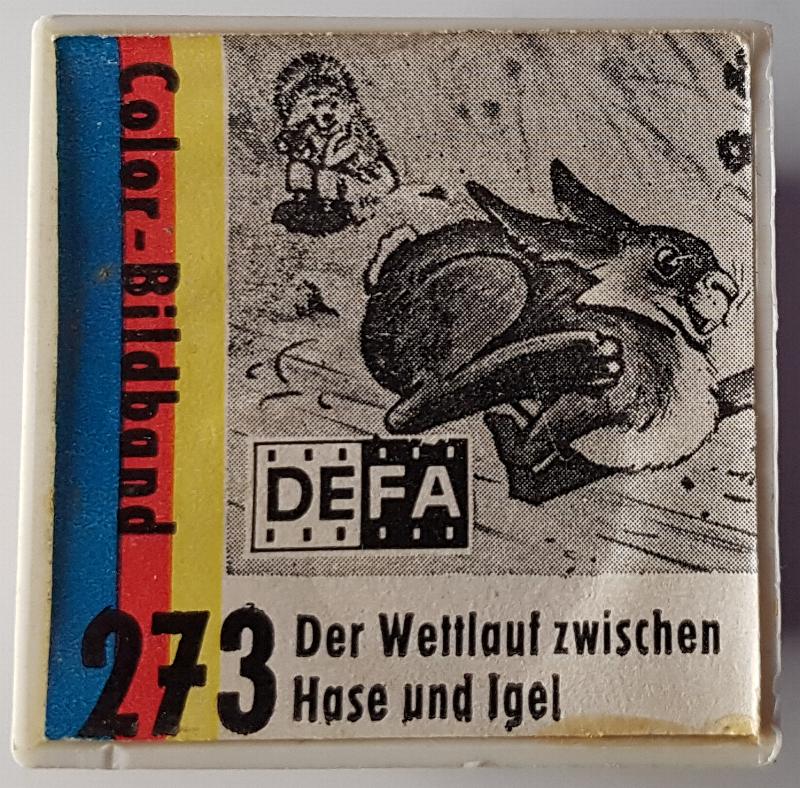 Color-Bildband
DEFA
273
Der Wettlauf zwischen
Hase und Igel